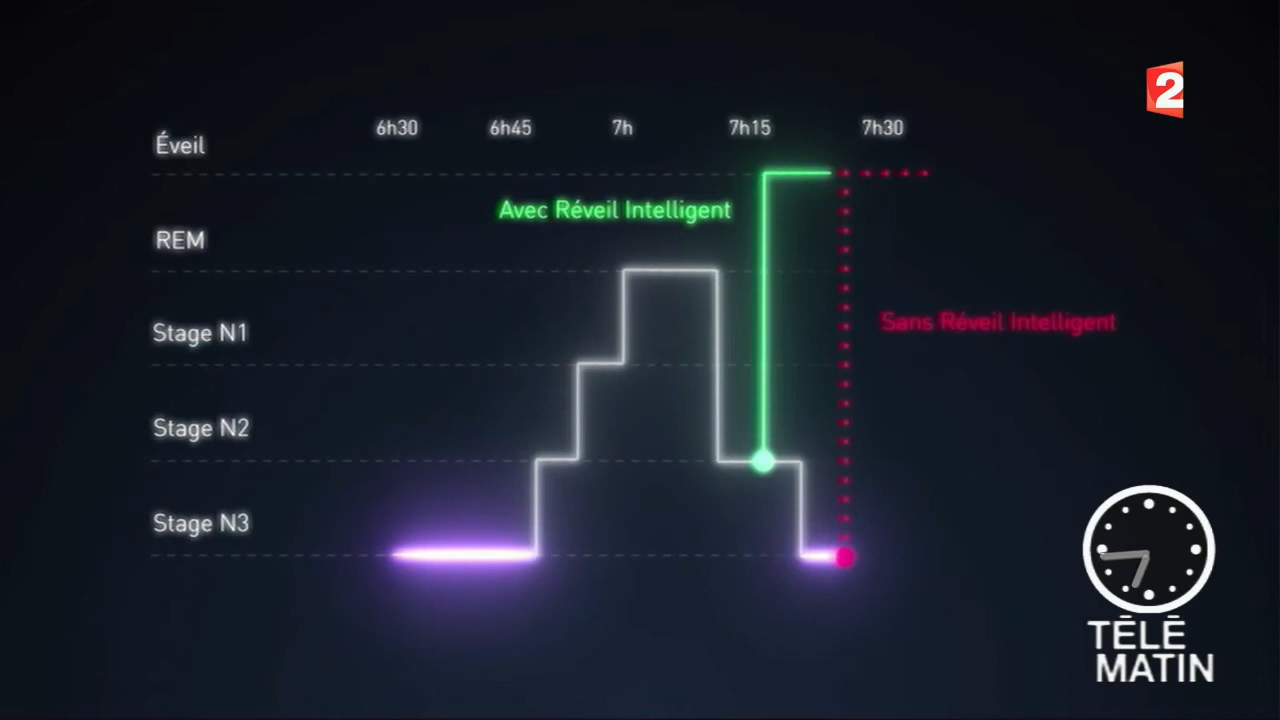 2
6h30 6h45 7h 7h15 7h30
Éveil
Avec Réveil Intelligent
REM
Sans Réveil Intelligent
Stage N1
Stage N2
Stage N3
TÉLÉ
MATIN